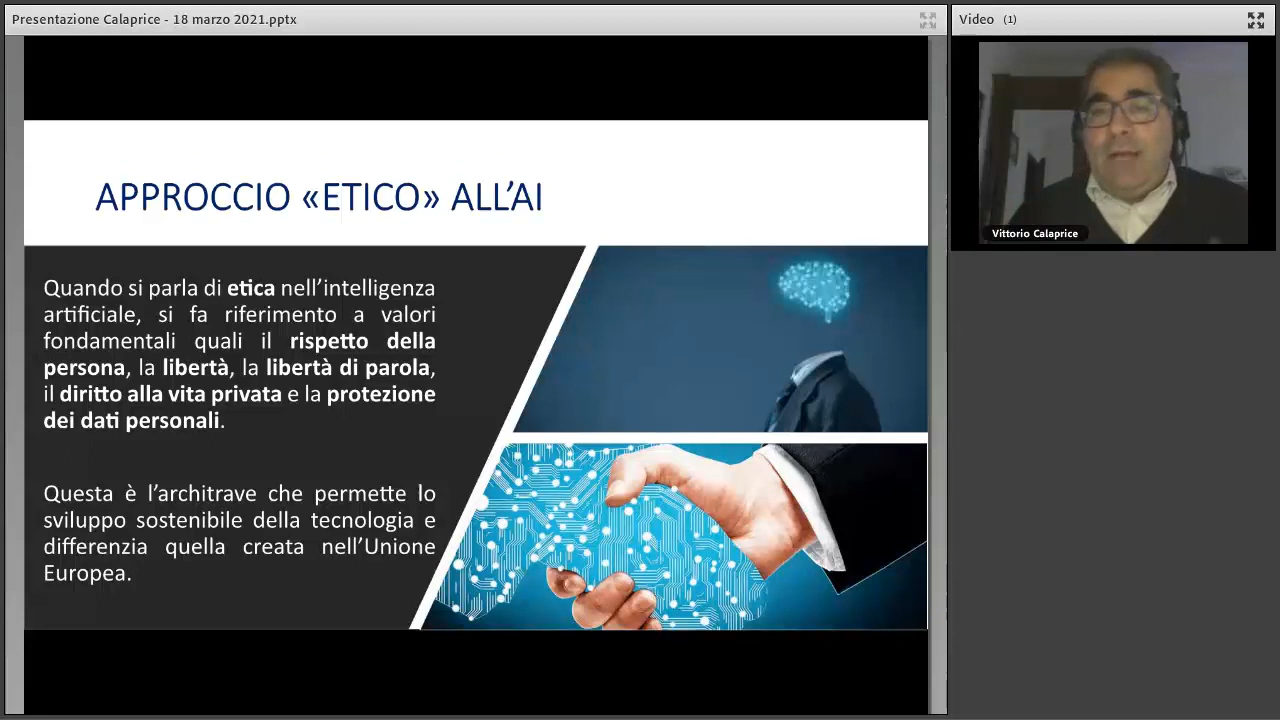 Presentazione Calaprice - 18 marzo 2021.pptx
Video (1)
Vittorio Calaprice
APPROCCIO «ETICO» ALL’AI
Quando si parla di etica nell’intelligenza
artificiale, si fa riferimento a valori
fondamentali quali il rispetto della
persona, la libertà, la libertà di parola,
il diritto alla vita privata e la protezione
dei dati personali.
Questa è l’architrave che permette lo
sviluppo sostenibile della tecnologia e
differenzia quella creata nell’Unione
Europea.